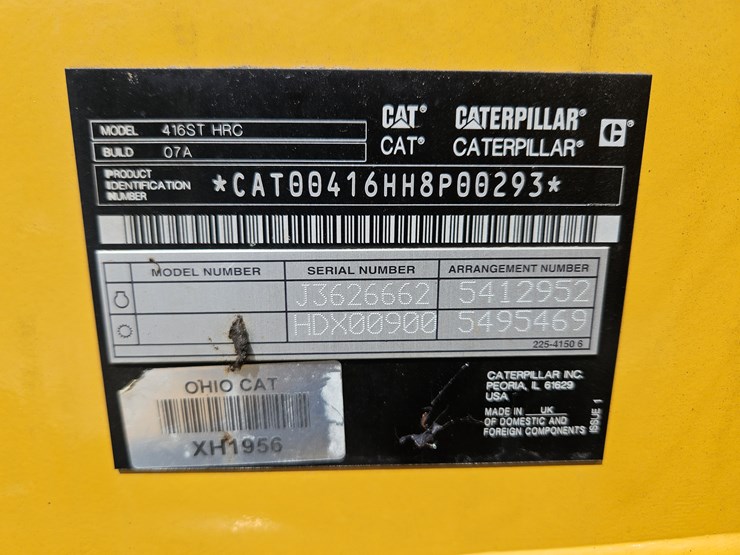 CAT® CATERPILLAR® C
CAT® CATERPILLAR®
MODEL 416ST HRC
BUILD 07A
PRODUCT
IDENTIFICATION
NUMBER
*CAT00416HH8P00293*
MODEL NUMBER SERIAL NUMBER ARRANGEMENT NUMBER
J3626662 5412952
HDX00900 5495469
225-4150 6
OHIO CAT
XH1956
CATERPILLAR INC.
PEORIA, IL 61629
USA
MADE IN UK
OF DOMESTIC AND
FOREIGN COMPONENTS
ISSUE 1